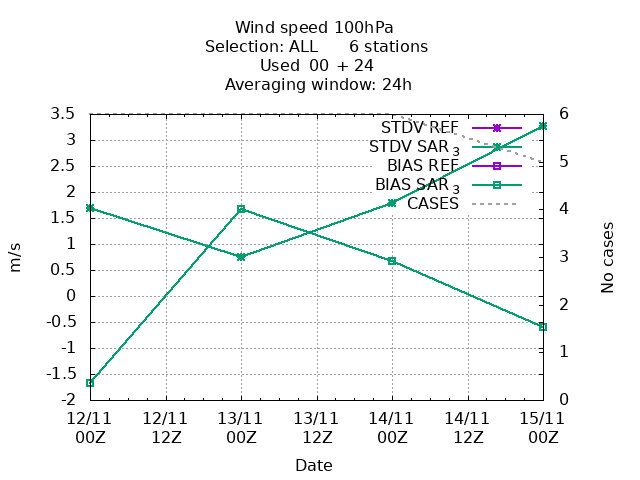 Wind speed 100hPa
Selection: ALL 6 stations
Used 00 + 24
Averaging window: 24h
3.5
3
2.5
2
1.5
1
0.5
0
-0.5
-1
-1.5
-2
m/s
6
5
4
3
2
1
0
No cases
STDV REF
STDV SAR 3
BIAS REF
BIAS SAR 3
CASES
12/11 12/11 13/11 13/11 14/11 14/11 15/11
00Z 12Z 00Z 12Z 00Z 12Z 00Z
Date